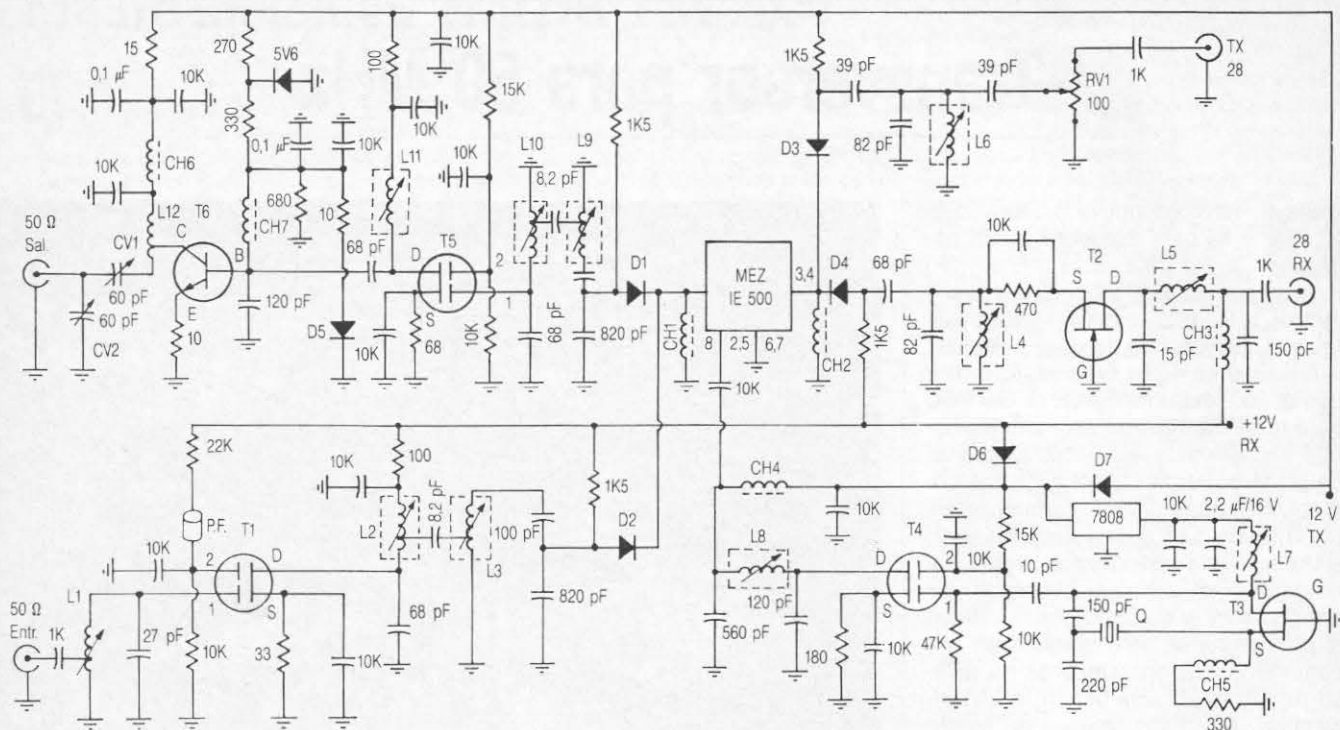 15
270
5V6
100
10K
15K
1K5
1K5
39 pF
39 pF
RV1
100
1K
TX
28
0,1 µF
10K
330
0,1 µF
10K
10K
L11
10K
L10
L9
8,2 pF
D3
82 pF
L6
CH6
10K
L12
T6
C
B
E
CH7
680
10
68 pF
D
T5
2
1
S
50 Ω
Sal.
CV1
60 pF
60 pF
CV2
10
120 pF
D5
10K
68
10K
68 pF
820 pF
D1
CH1
MEZ
IE 500
3,4
8
2,5
6,7
D4
68 pF
CH2
1K5
82 pF
L4
10K
470
T2
S
D
G
L5
15 pF
CH3
1K
28
RX
150 pF
10K
+12V
RX
22K
P.F.
10K
T1
2
1
D
S
L1
50 Ω
Entr.
1K
27 pF
10K
33
10K
100
10K
L2
8,2 pF
L3
68 pF
100 pF
1K5
D2
820 pF
CH4
10K
D6
D7
7808
10K
2,2 µF/16 V
12 V
TX
L8
120 pF
560 pF
T4
D
2
1
S
10K
15K
10 pF
180
10K
47K
10K
150 pF
Q
220 pF
L7
D
G
T3
S
CH5
330